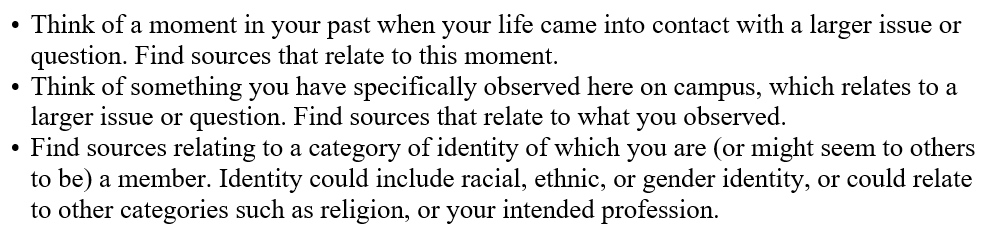 • Think of a moment in your past when your life came into contact with a larger issue or
question. Find sources that relate to this moment.
• Think of something you have specifically observed here on campus, which relates to a
larger issue or question. Find sources that relate to what you observed.
• Find sources relating to a category of identity of which you are (or might seem to others
to be) a member. Identity could include racial, ethnic, or gender identity, or could relate
to other categories such as religion, or your intended profession.